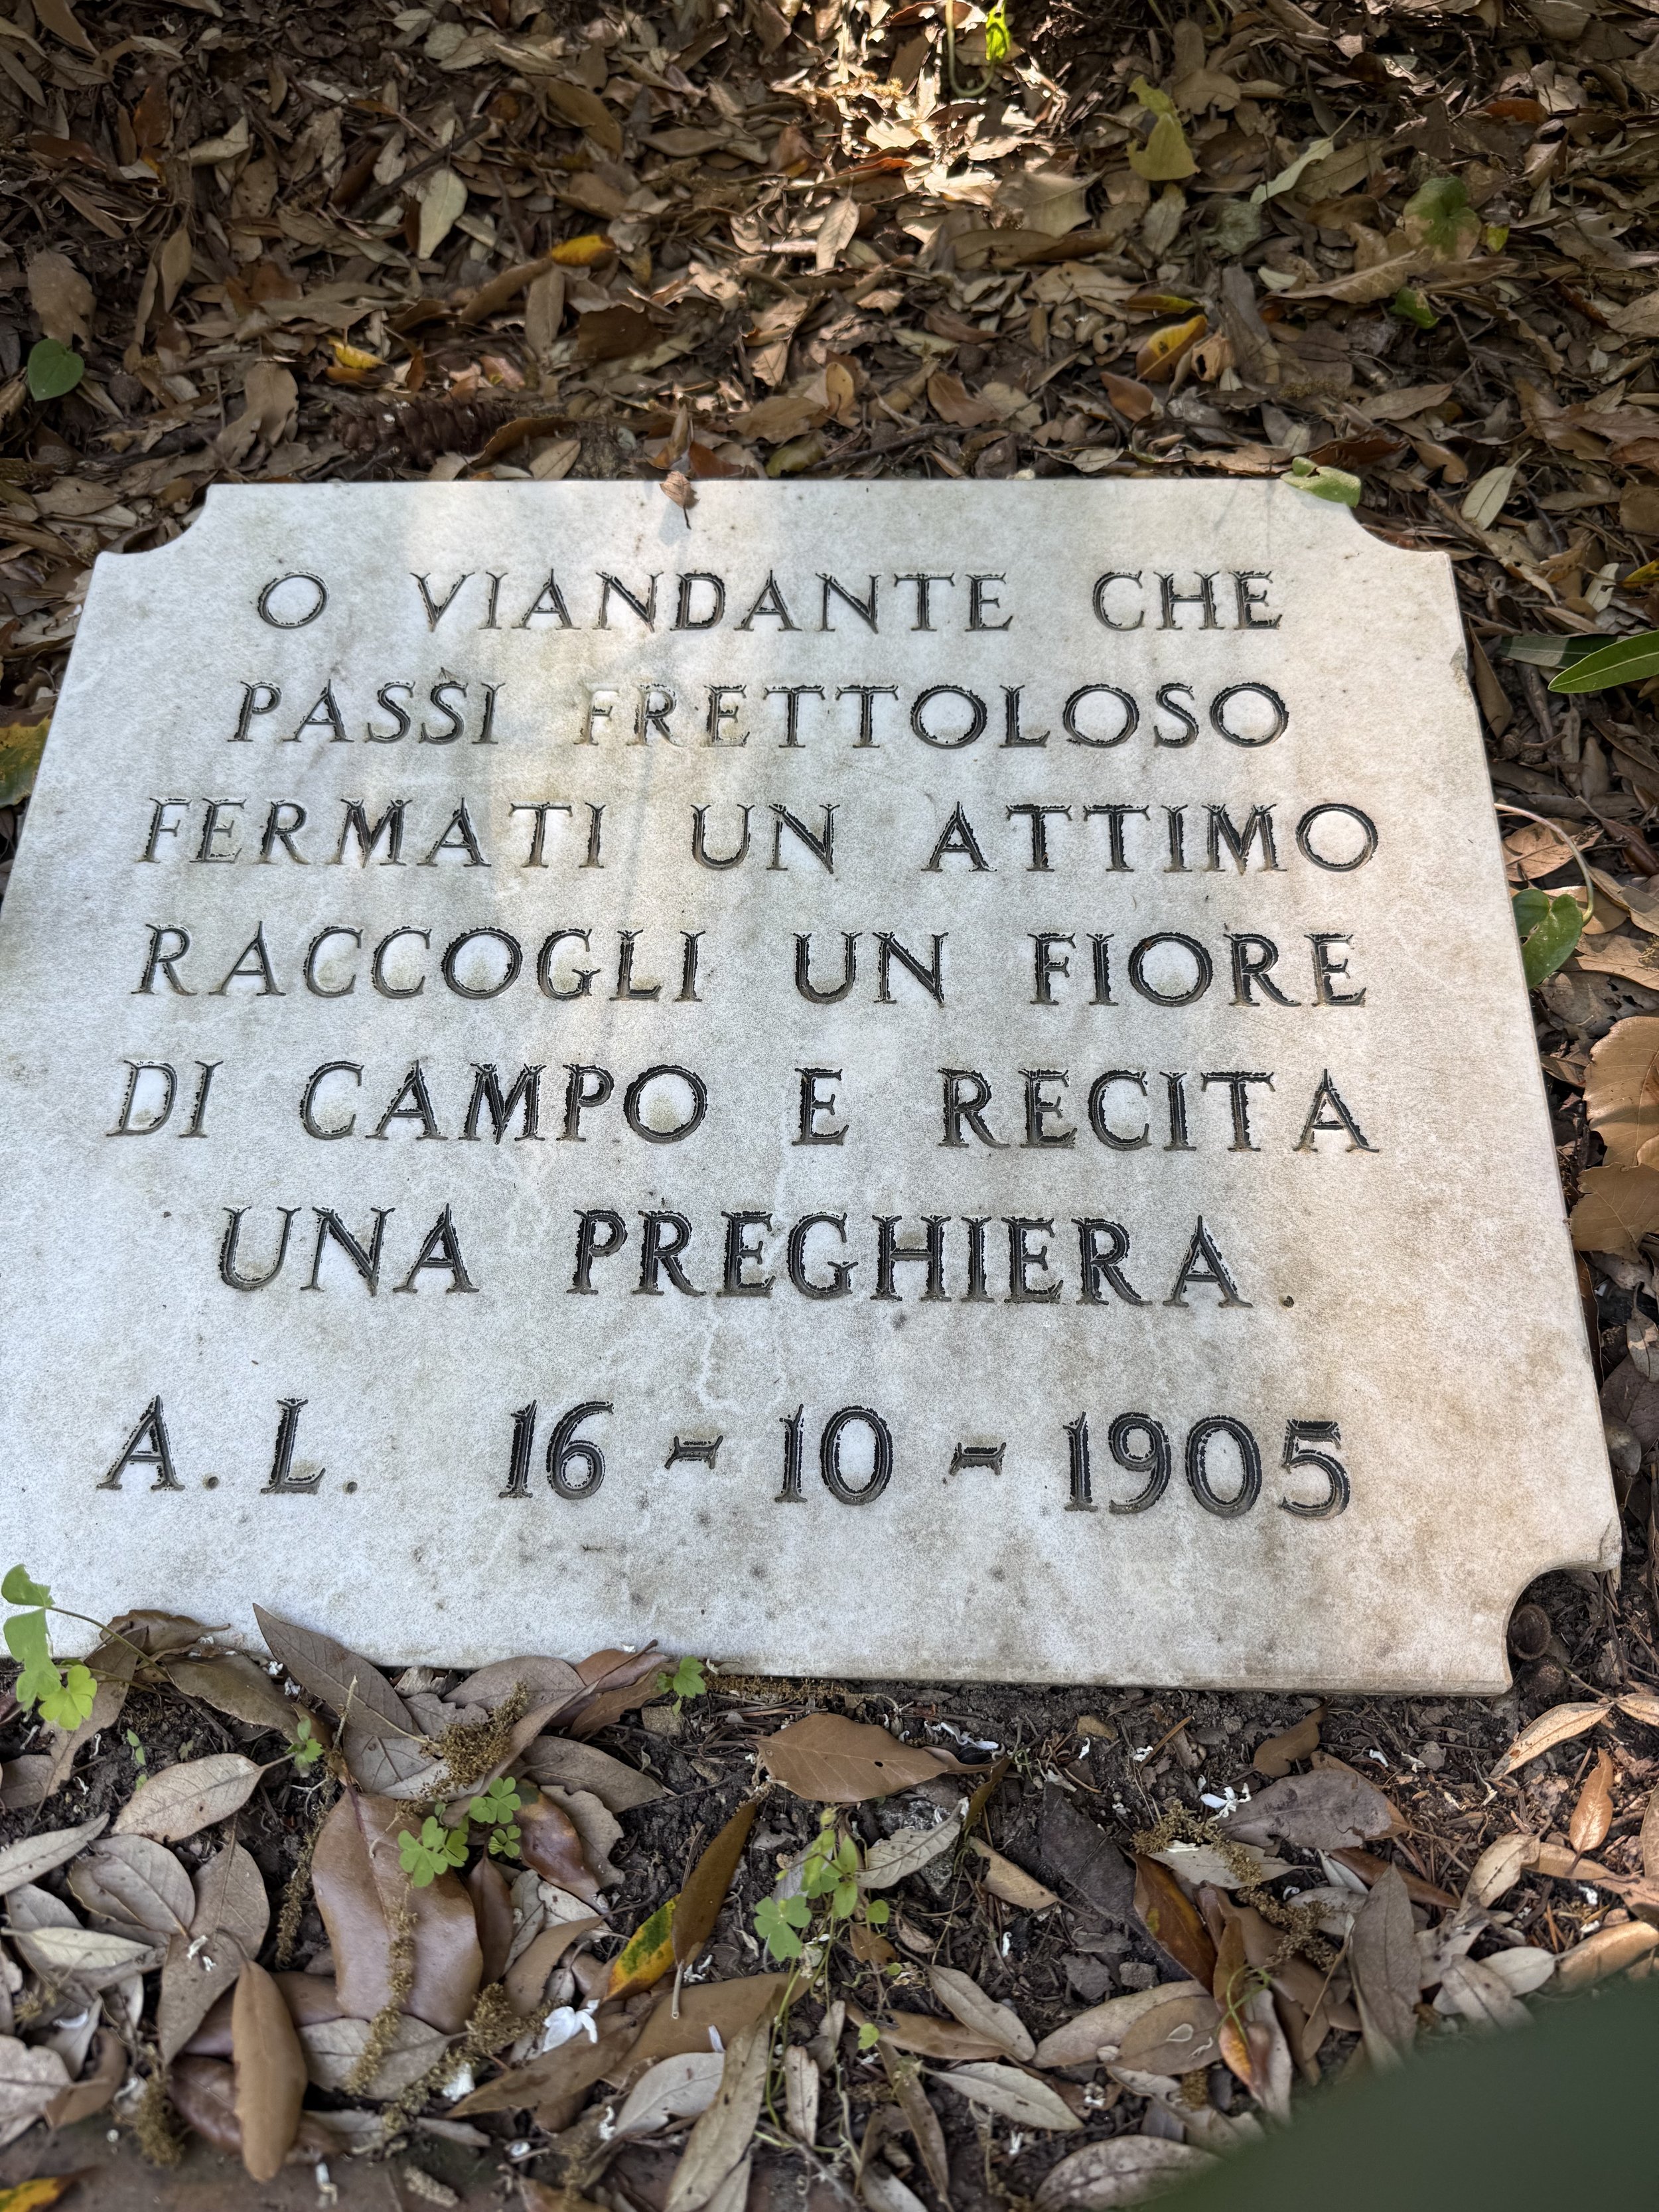 O VIANDANTE CHE
PASSI FRETTOLOSO
FERMATI UN ATTIMO
RACCOGLI UN FIORE
DI CAMPO E RECITA
UNA PREGHIERA.
A.L. 16-10-1905